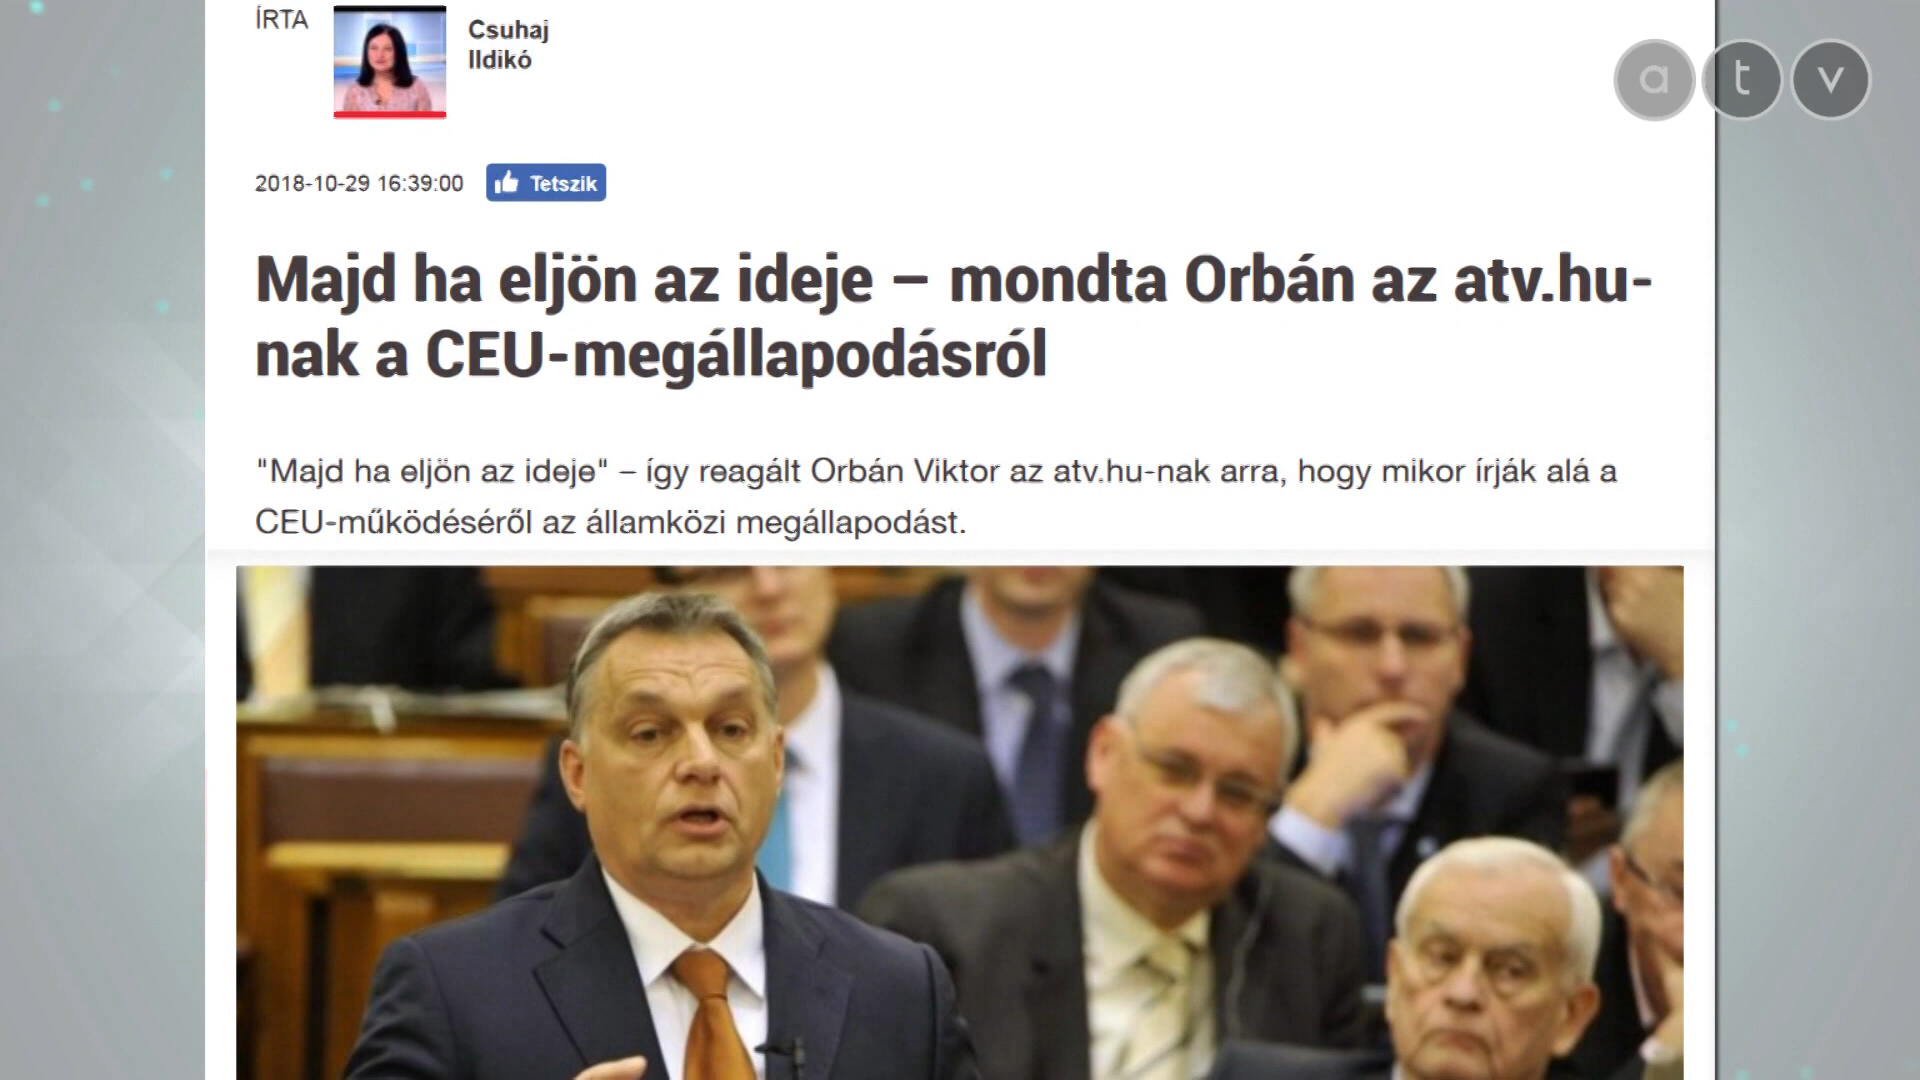 ÍRTA
Csuhaj
Ildikó
a t v
2018-10-29 16:39:00 Tetszik
Majd ha eljön az ideje – mondta Orbán az atv.hu-
nak a CEU-megállapodásról
"Majd ha eljön az ideje" – így reagált Orbán Viktor az atv.hu-nak arra, hogy mikor írják alá a
CEU-működéséről az államközi megállapodást.